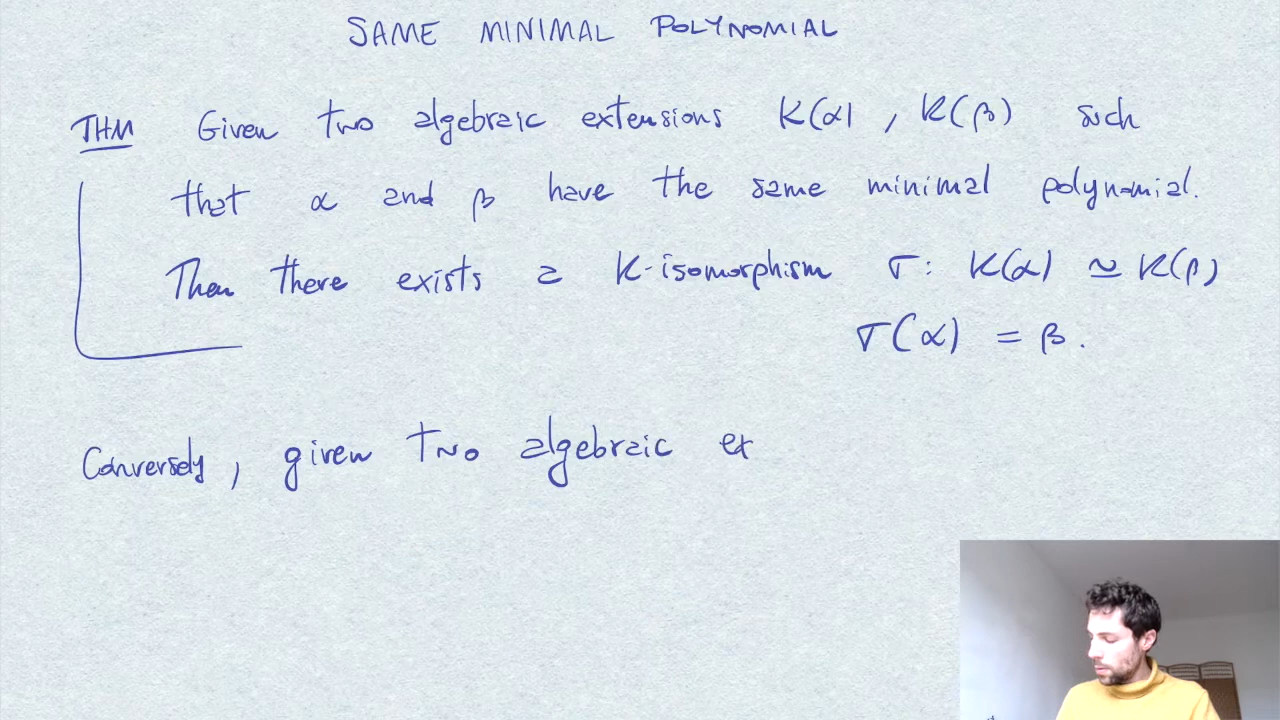 SAME MINIMAL POLYNOMIAL
THM Given two algebraic extensions K(α), K(β) such
that α and β have the same minimal polynomial.
Then there exists a K-isomorphism σ: K(α) ≃ K(β)
σ(α) = β.
Conversely, given two algebraic ex